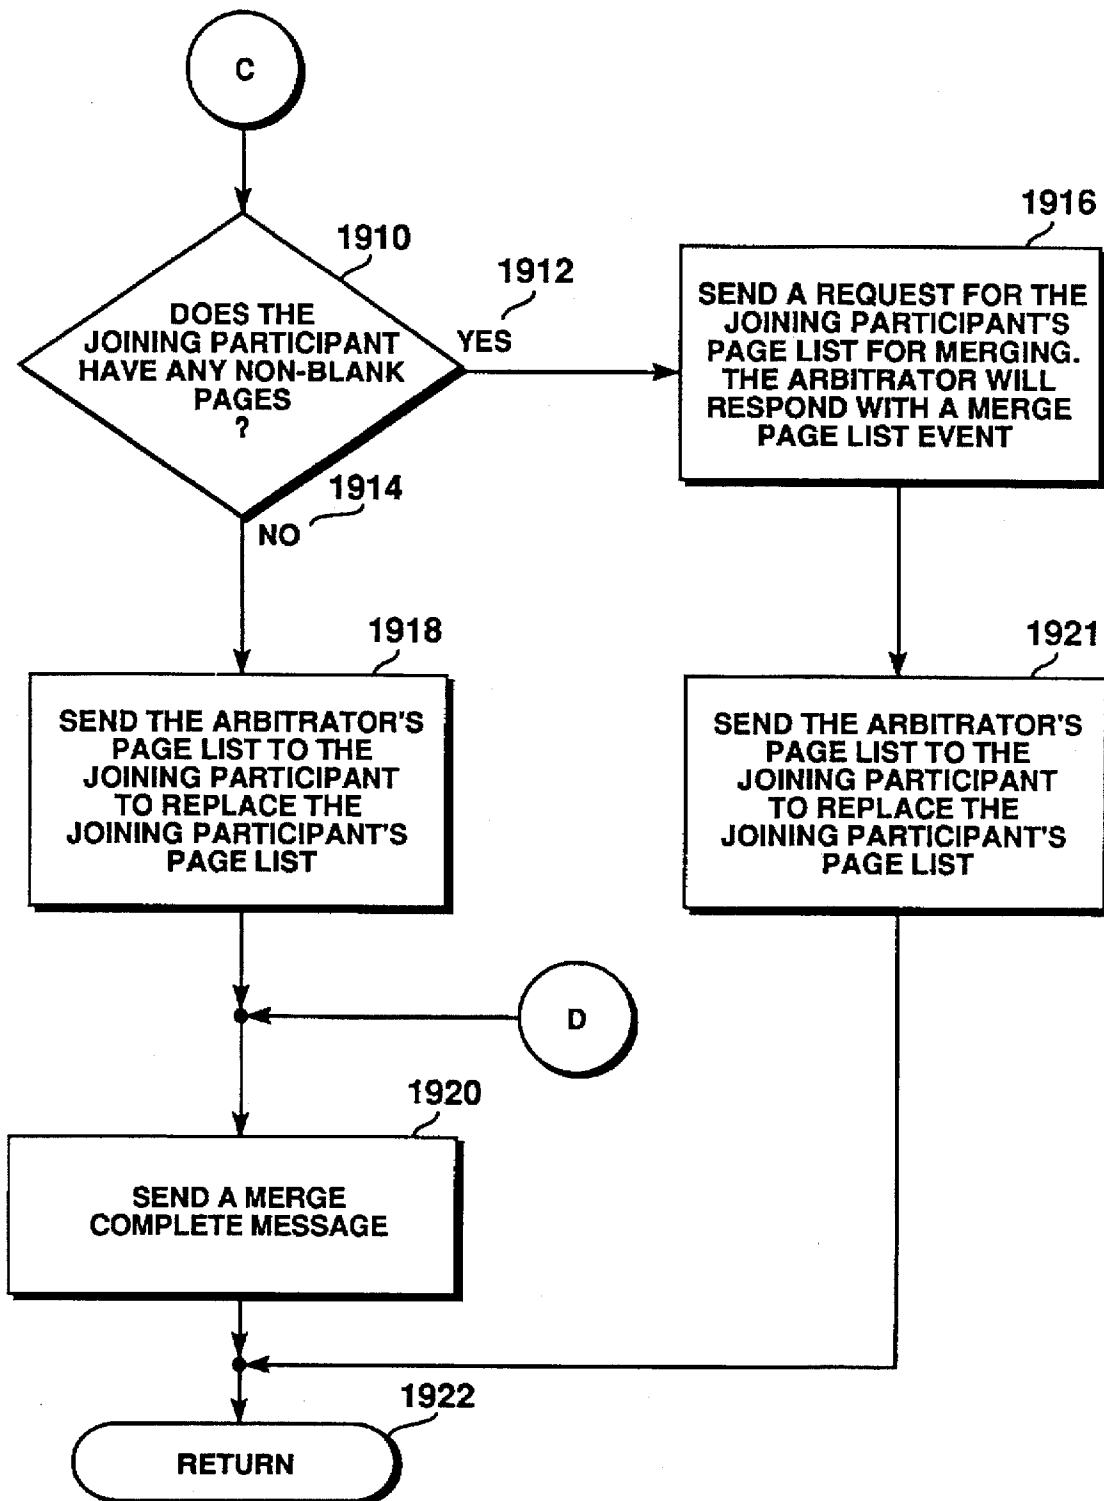 C
1910
DOES THE
JOINING PARTICIPANT
HAVE ANY NON-BLANK
PAGES
?
1912
YES
1914
NO
1916
SEND A REQUEST FOR THE
JOINING PARTICIPANT'S
PAGE LIST FOR MERGING.
THE ARBITRATOR WILL
RESPOND WITH A MERGE
PAGE LIST EVENT
1918
SEND THE ARBITRATOR'S
PAGE LIST TO THE
JOINING PARTICIPANT
TO REPLACE THE
JOINING PARTICIPANT'S
PAGE LIST
1921
SEND THE ARBITRATOR'S
PAGE LIST TO THE
JOINING PARTICIPANT
TO REPLACE THE
JOINING PARTICIPANT'S
PAGE LIST
D
1920
SEND A MERGE
COMPLETE MESSAGE
1922
RETURN